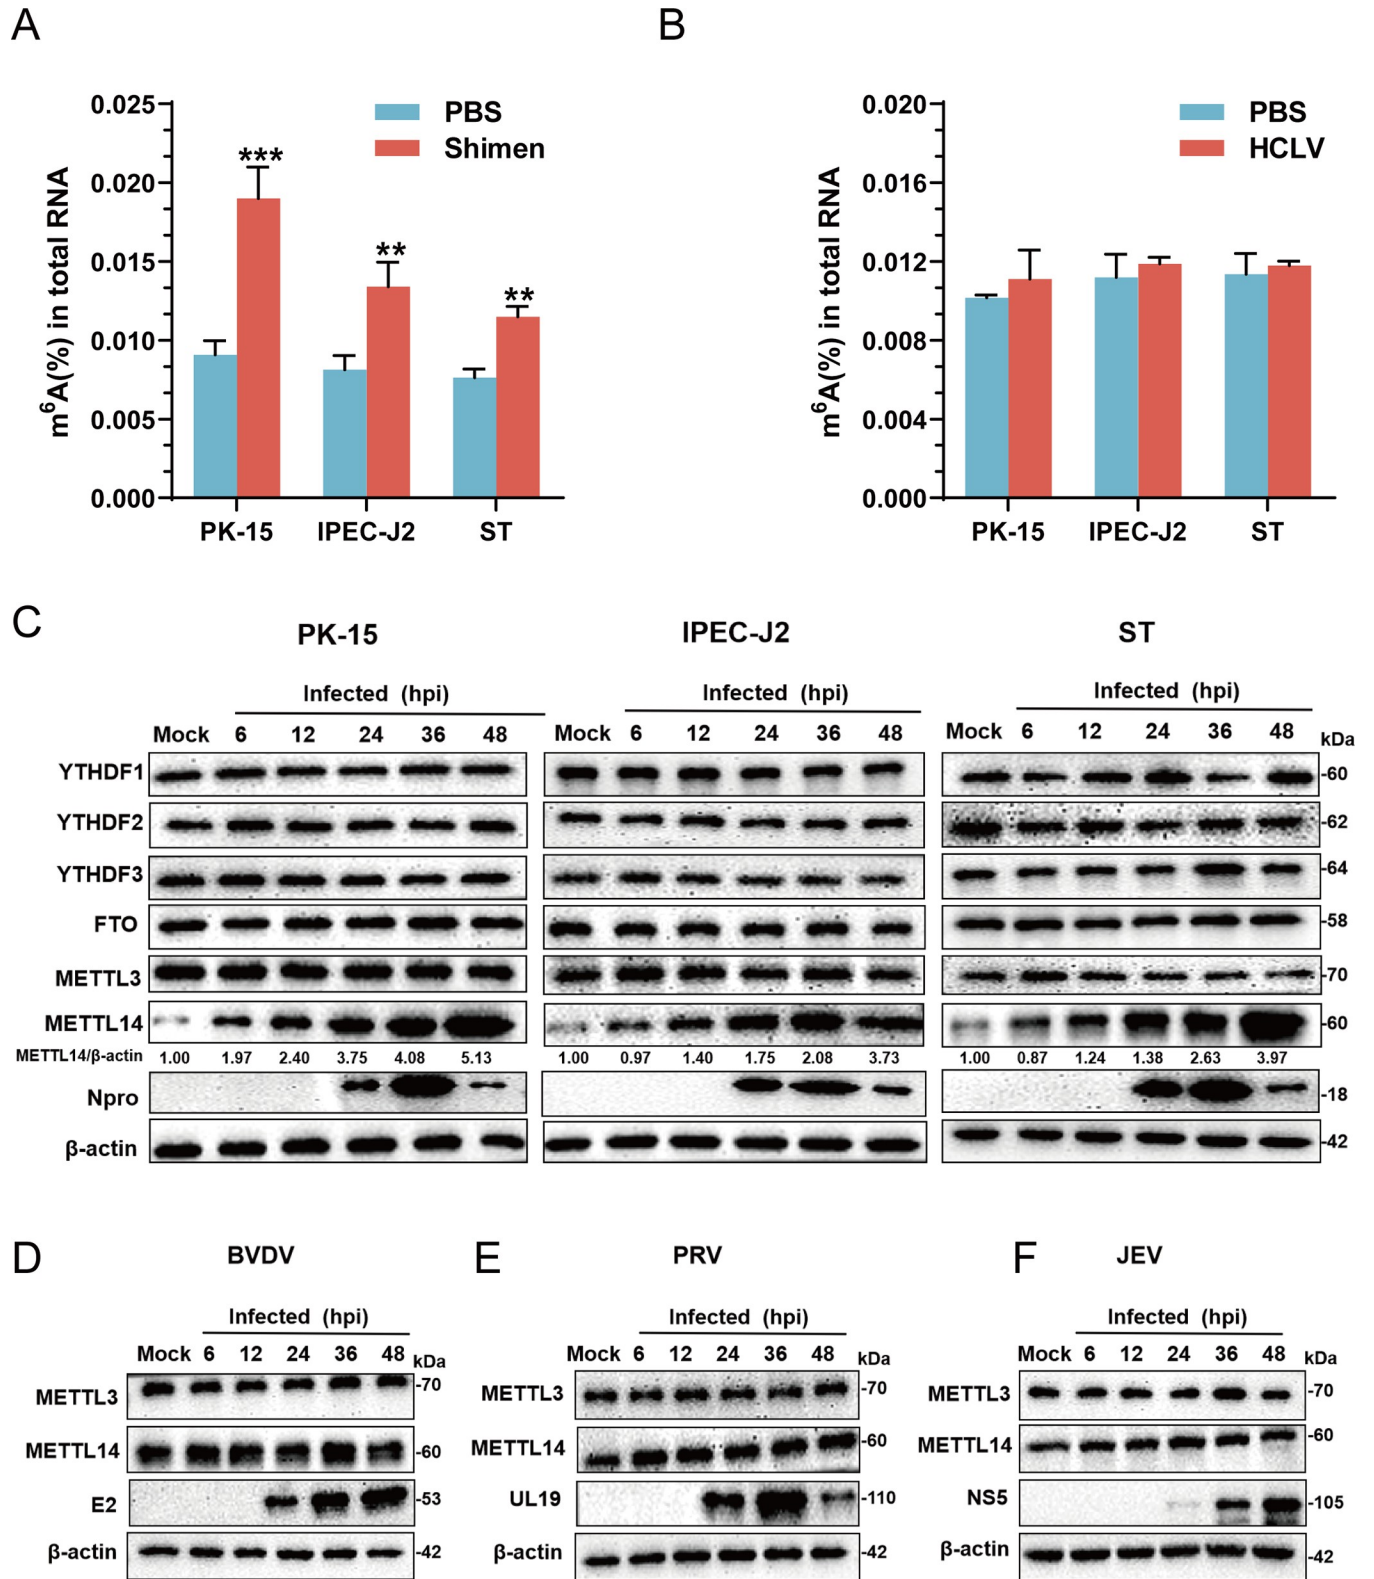 A
B
0.025
0.020
0.015
0.010
0.005
0.000
m6A(%) in total RNA
PBS
Shimen
***
**
**
PK-15 IPEC-J2 ST
0.020
0.016
0.012
0.008
0.004
0.000
m6A(%) in total RNA
PBS
HCLV
PK-15 IPEC-J2 ST
C
PK-15 IPEC-J2 ST
Infected (hpi) Infected (hpi) Infected (hpi)
Mock 6 12 24 36 48 Mock 6 12 24 36 48 Mock 6 12 24 36 48 kDa
YTHDF1 -60
YTHDF2 -62
YTHDF3 -64
FTO -58
METTL3 -70
METTL14 -60
METTL14/β-actin 1.00 1.97 2.40 3.75 4.08 5.13 1.00 0.97 1.40 1.75 2.08 3.73 1.00 0.87 1.24 1.38 2.63 3.97
Npro -18
β-actin -42
D
BVDV
Infected (hpi)
Mock 6 12 24 36 48 kDa
METTL3 -70
METTL14 -60
E2 -53
β-actin -42
E
PRV
Infected (hpi)
Mock 6 12 24 36 48 kDa
METTL3 -70
METTL14 -60
UL19 -110
β-actin -42
F
JEV
Infected (hpi)
Mock 6 12 24 36 48 kDa
METTL3 -70
METTL14 -60
NS5 -105
β-actin -42